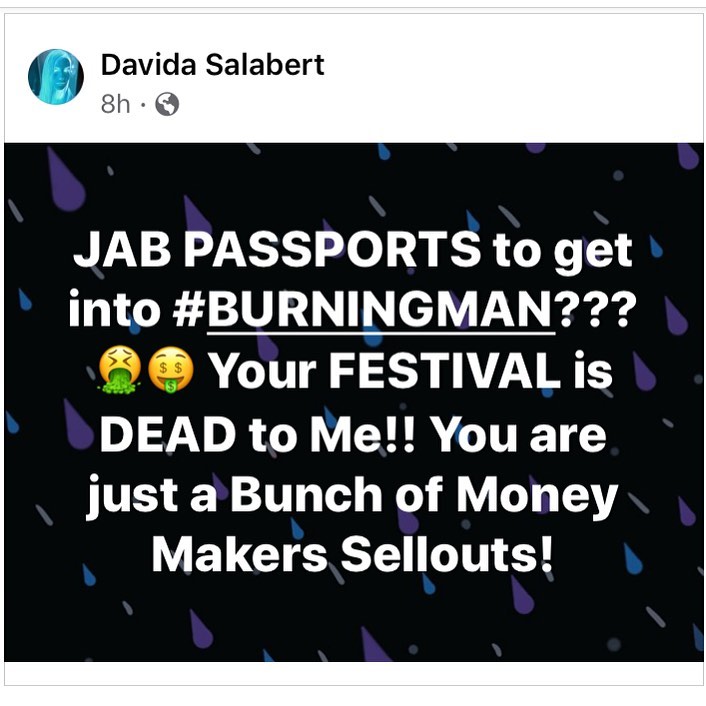 Davida Salabert
8h ·
JAB PASSPORTS to get
into #BURNINGMAN???
🤮🤑 Your FESTIVAL is
DEAD to Me!! You are
just a Bunch of Money
Makers Sellouts!